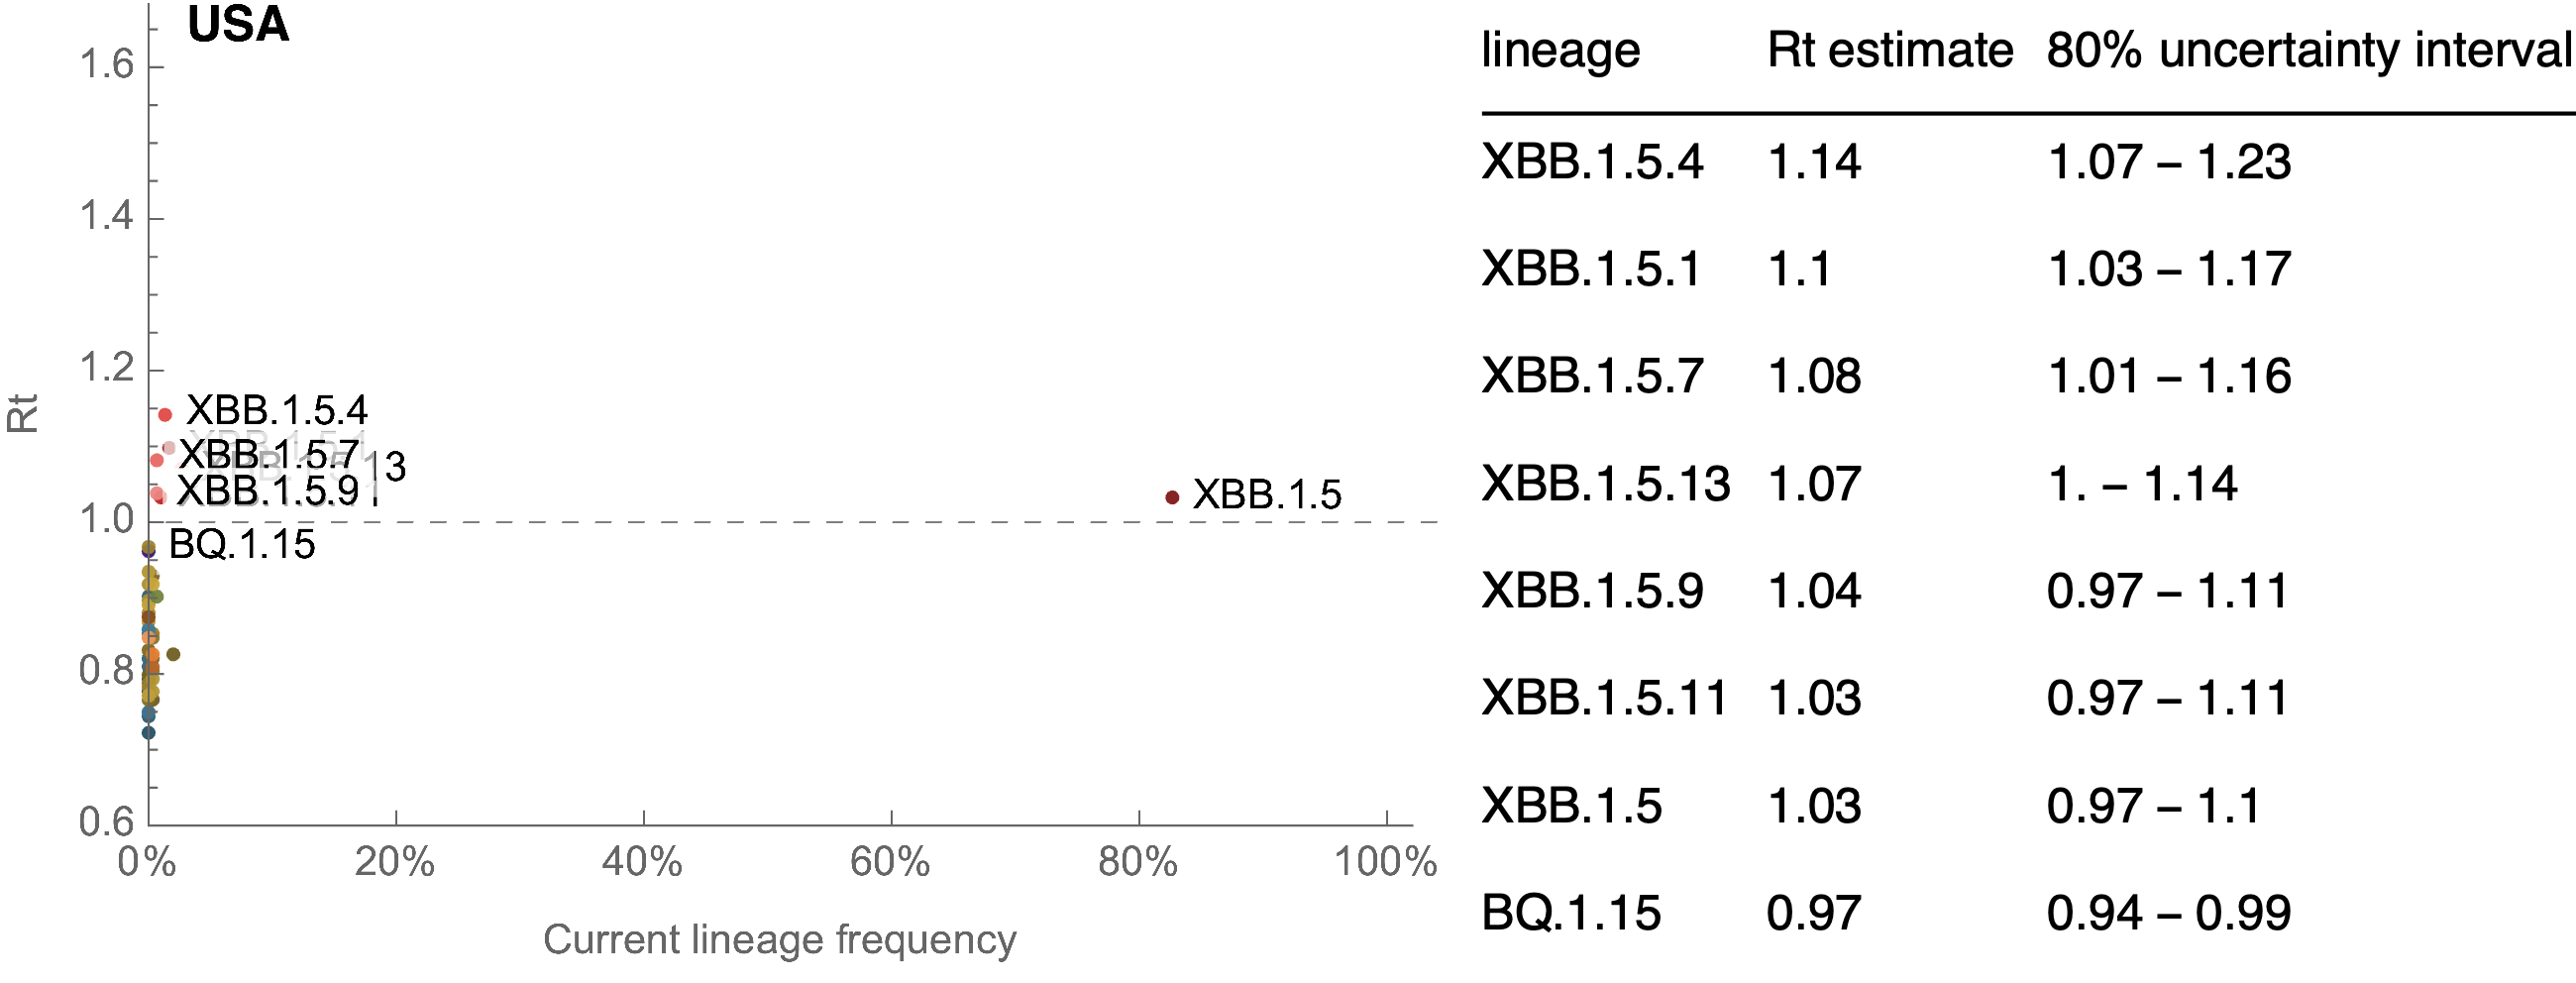 USA
1.6
1.4
1.2
1.0
0.8
0.6
Rt
XBB.1.5.4
XBB.1.5.7
13
XBB.1.5.9
XBB.1.5
BQ.1.15
0%
20%
40%
60%
80%
100%
Current lineage frequency
lineage Rt estimate 80% uncertainty interval
XBB.1.5.4 1.14 1.07 – 1.23
XBB.1.5.1 1.1 1.03 – 1.17
XBB.1.5.7 1.08 1.01 – 1.16
XBB.1.5.13 1.07 1. – 1.14
XBB.1.5.9 1.04 0.97 – 1.11
XBB.1.5.11 1.03 0.97 – 1.11
XBB.1.5 1.03 0.97 – 1.1
BQ.1.15 0.97 0.94 – 0.99